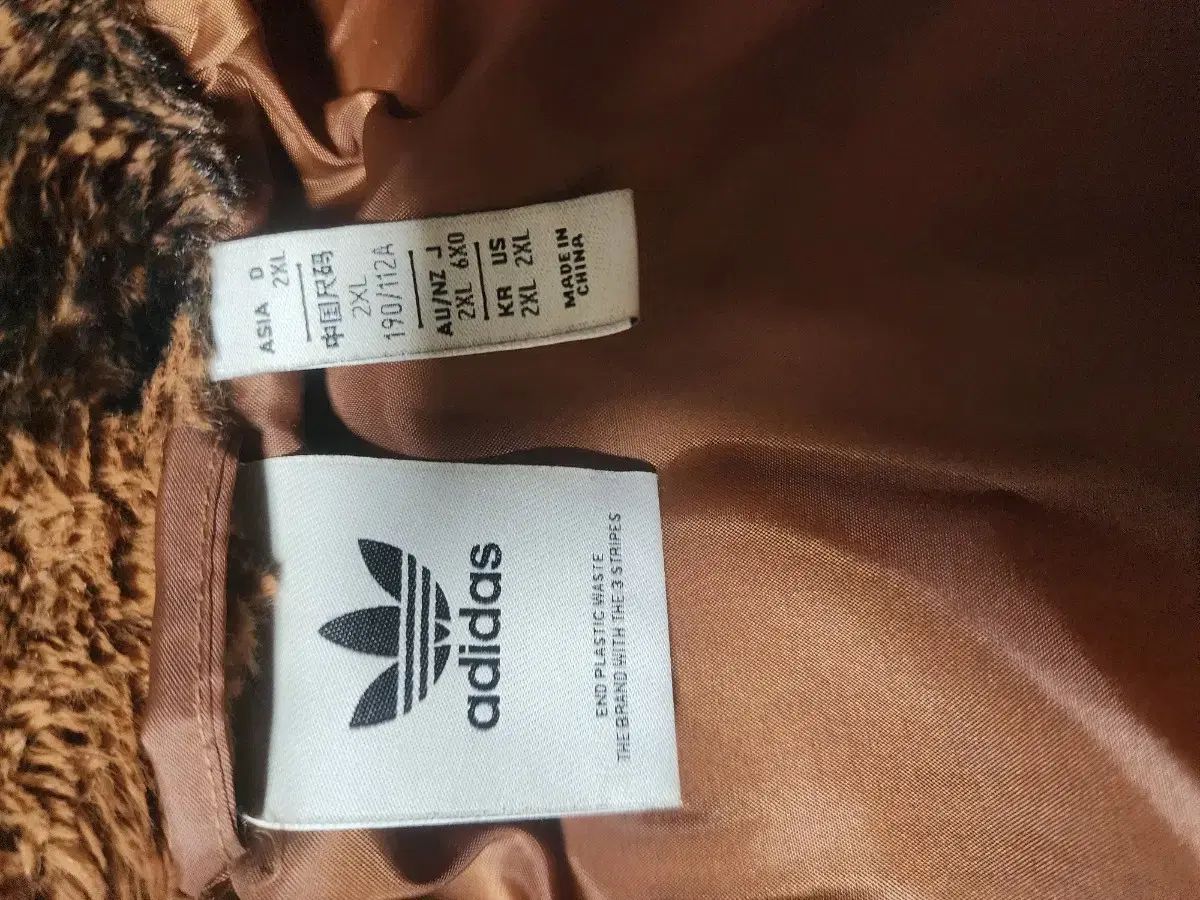 ASIA D
2XL
中国尺码
2XL
190/112A
AU/NZ J
2XL 6XO
KR US
2XL 2XL
MADE IN
CHINA
adidas
END PLASTIC WASTE
THE BRAND WITH THE 3 STRIPES